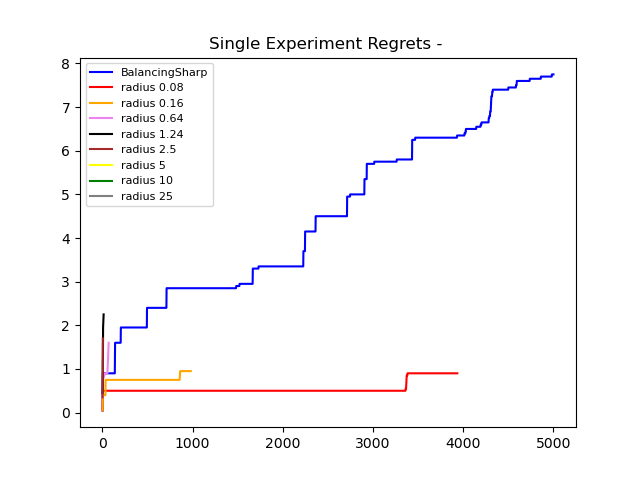 Single Experiment Regrets -
8
7
6
5
4
3
2
1
0
BalancingSharp
radius 0.08
radius 0.16
radius 0.64
radius 1.24
radius 2.5
radius 5
radius 10
radius 25
0 1000 2000 3000 4000 5000